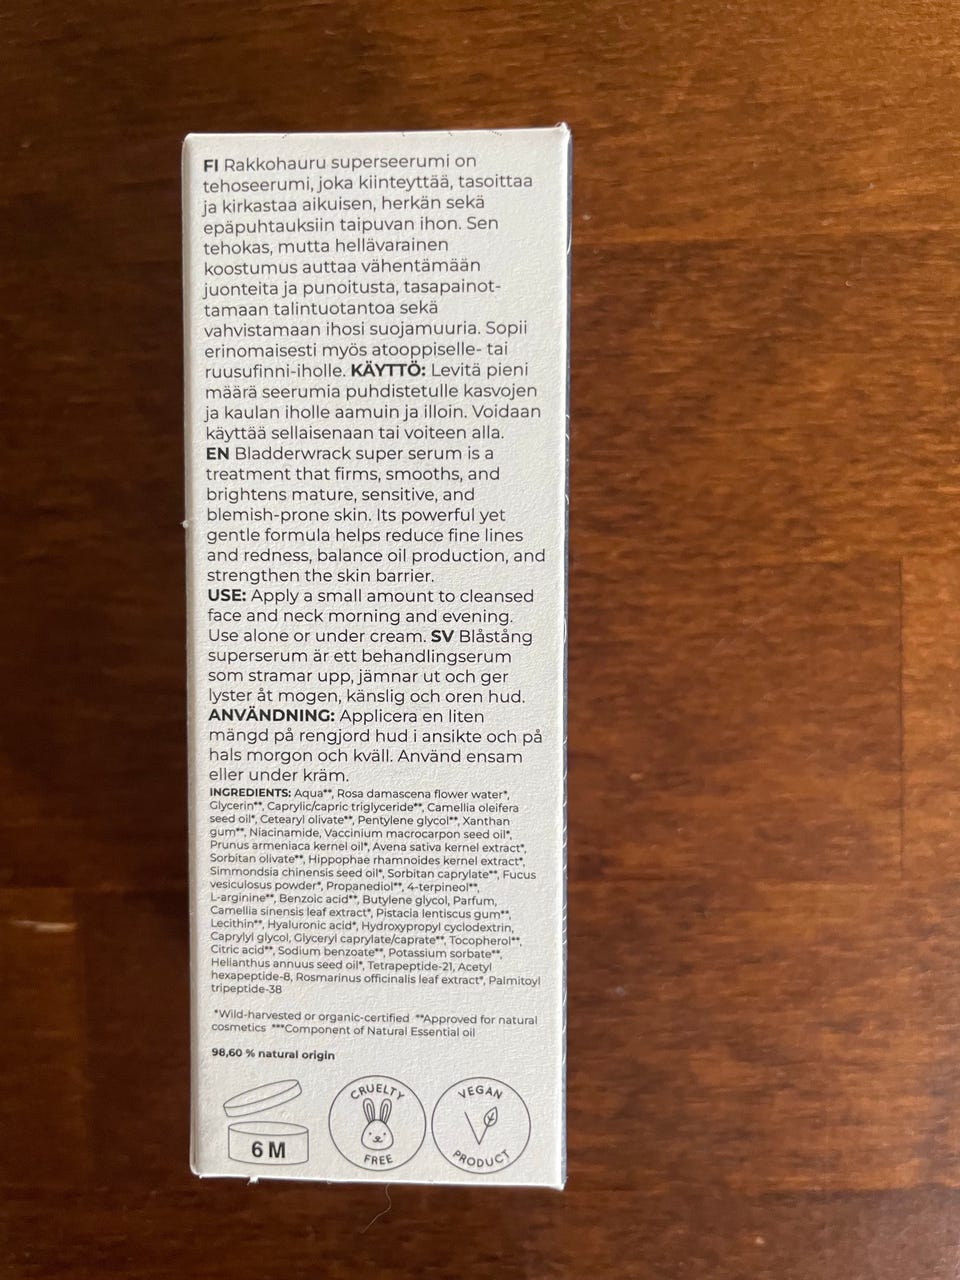 FI Rakkohauru superseerumi on
tehoseerumi, joka kiinteyttää, tasoittaa
ja kirkastaa aikuisen, herkän sekä
epäpuhtauksiin taipuvan ihon. Sen
tehokas, mutta hellävarainen
koostumus auttaa vähentämään
juonteita ja punoitusta, tasapainot-
tamaan talintuotantoa sekä
vahvistamaan ihosi suojamuuria. Sopii
erinomaisesti myös atooppiselle- tai
ruusufinni-iholle. KÄYTTÖ: Levitä pieni
määrä seerumia puhdistetulle kasvojen
ja kaulan iholle aamuin ja illoin. Voidaan
käyttää sellaisenaan tai voiteen alla.
EN Bladderwrack super serum is a
treatment that firms, smooths, and
brightens mature, sensitive, and
blemish-prone skin. Its powerful yet
gentle formula helps reduce fine lines
and redness, balance oil production, and
strengthen the skin barrier.
USE: Apply a small amount to cleansed
face and neck morning and evening.
Use alone or under cream. SV Blåstång
superserum är ett behandlingserum
som stramar upp, jämnar ut och ger
lyster åt mogen, känslig och oren hud.
ANVÄNDNING: Applicera en liten
mängd på rengjord hud i ansikte och på
hals morgon och kväll. Använd ensam
eller under kräm.
INGREDIENTS: Aqua**, Rosa damascena flower water*,
Glycerin**, Caprylic/capric triglyceride**, Camellia oleifera
seed oil*, Cetearyl olivate**, Pentylene glycol**, Xanthan
gum**, Niacinamide, Vaccinium macrocarpon seed oil*,
Prunus armeniaca kernel oil*, Avena sativa kernel extract*,
Sorbitan olivate**, Hippophae rhamnoides kernel extract*,
Simmondsia chinensis seed oil*, Sorbitan caprylate**, Fucus
vesiculosus powder*, Propanediol**, 4-terpineol**,
L-arginine**, Benzoic acid**, Butylene glycol, Parfum,
Camellia sinensis leaf extract*, Pistacia lentiscus gum**,
Lecithin**, Hyaluronic acid*, Hydroxypropyl cyclodextrin,
Caprylyl glycol, Glyceryl caprylate/caprate**, Tocopherol**,
Citric acid**, Sodium benzoate**, Potassium sorbate**,
Helianthus annuus seed oil*, Tetrapeptide-21, Acetyl
hexapeptide-8, Rosmarinus officinalis leaf extract*, Palmitoyl
tripeptide-38
*Wild-harvested or organic-certified **Approved for natural
cosmetics ***Component of Natural Essential oil
98,60 % natural origin
6 M
CRUELTY
FREE
VEGAN
PRODUCT